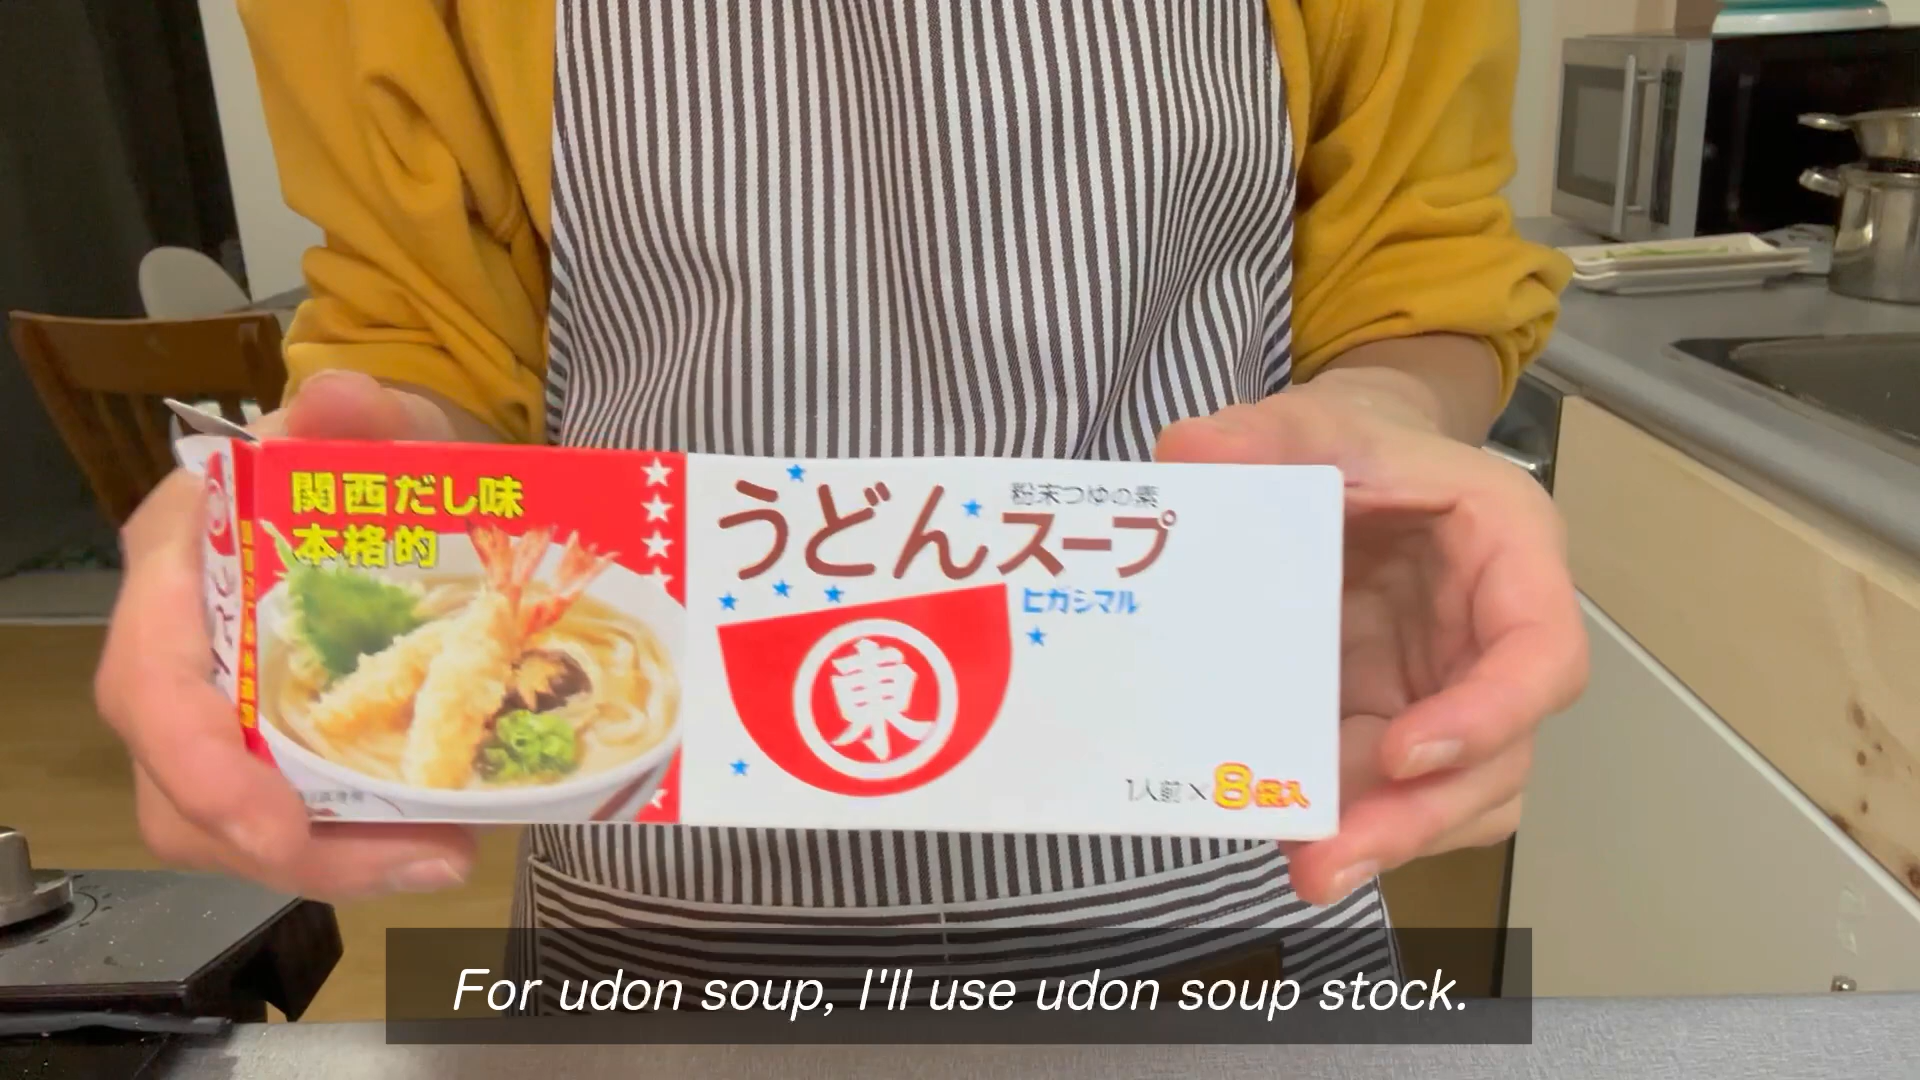 関西だし味
本格的
粉末つゆの素
うどんスープ
ヒガシマル
東
1人前×8袋入
For udon soup, I'll use udon soup stock.